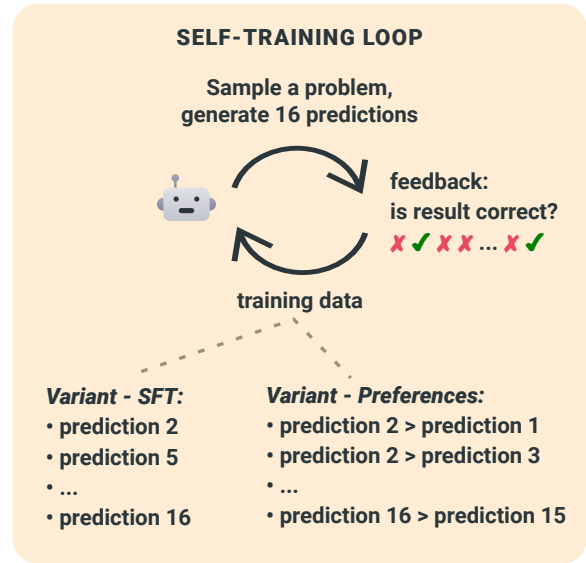 SELF-TRAINING LOOP
Sample a problem,
generate 16 predictions
feedback:
is result correct?
✗ ✓ ✗ ✗ ... ✗ ✓
training data
Variant - SFT:
• prediction 2
• prediction 5
• ...
• prediction 16
Variant - Preferences:
• prediction 2 > prediction 1
• prediction 2 > prediction 3
• ...
• prediction 16 > prediction 15